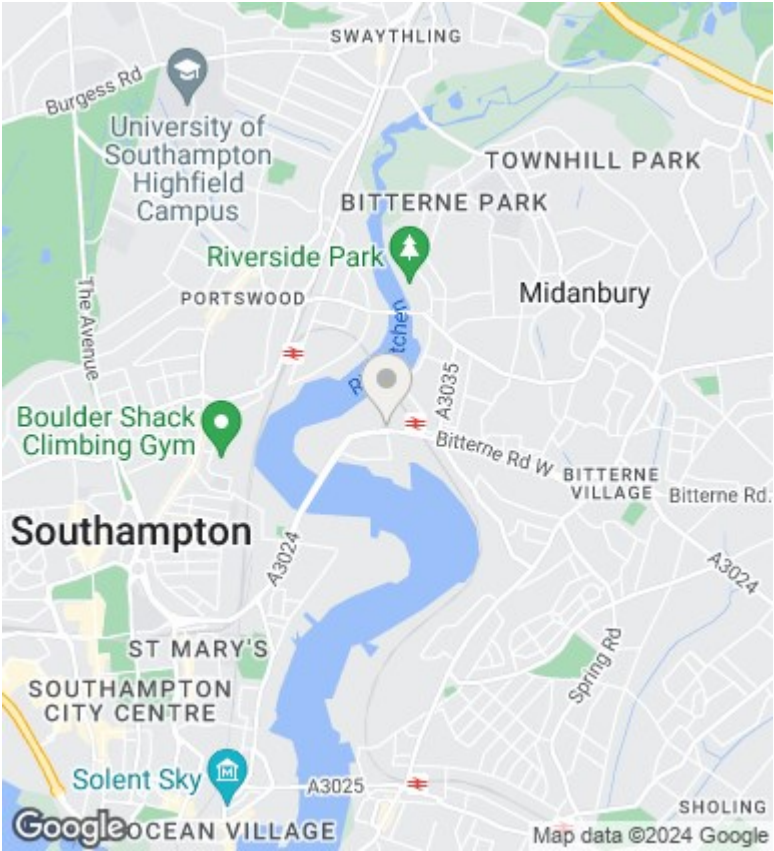 SWAYTHLING
Burgess Rd
University of
Southampton
Highfield
Campus
TOWNHILL PARK
BITTERNE PARK
Riverside Park
The Avenue
PORTSWOOD
Midanbury
A3035
Boulder Shack
Climbing Gym
Bitterne Rd W
BITTERNE
VILLAGE
Bitterne Rd.
Southampton
A3024
A3024
ST MARY'S
Spring Rd
SOUTHAMPTON
CITY CENTRE
Solent Sky
A3025
SHOLING
Google
OCEAN VILLAGE
Map data ©2024 Google